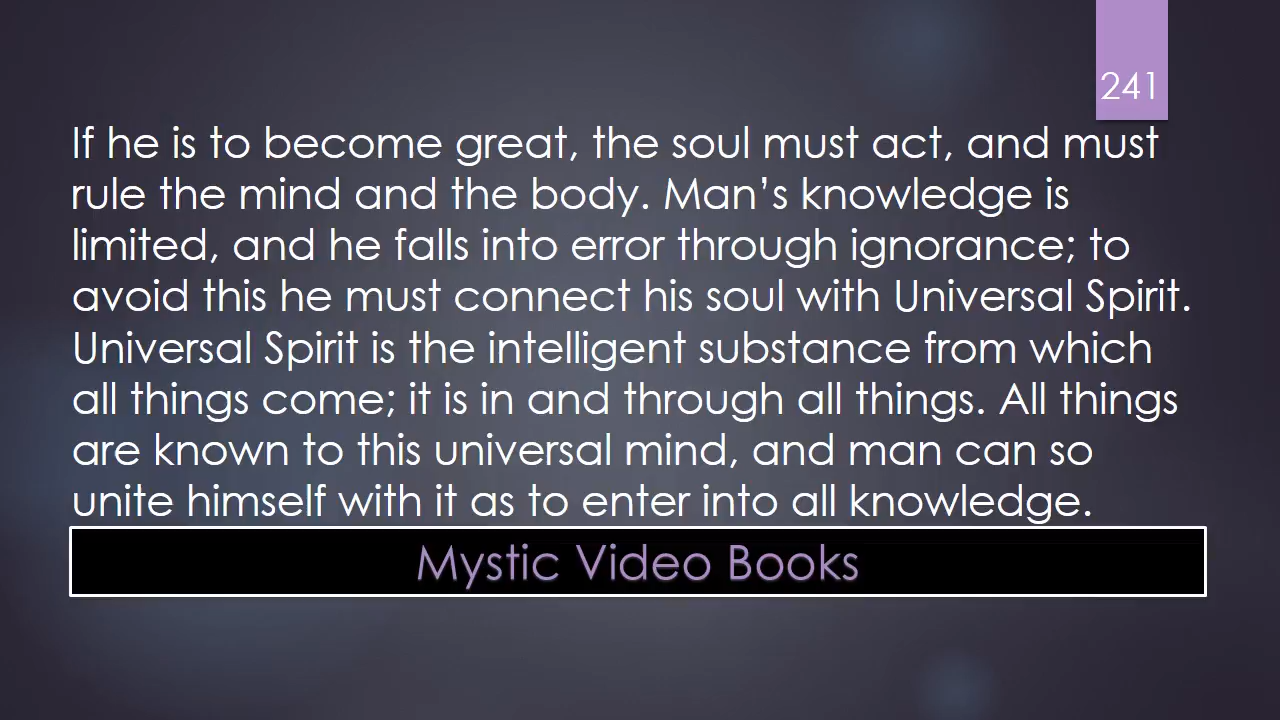 241
If he is to become great, the soul must act, and must
rule the mind and the body. Man’s knowledge is
limited, and he falls into error through ignorance; to
avoid this he must connect his soul with Universal Spirit.
Universal Spirit is the intelligent substance from which
all things come; it is in and through all things. All things
are known to this universal mind, and man can so
unite himself with it as to enter into all knowledge.
Mystic Video Books